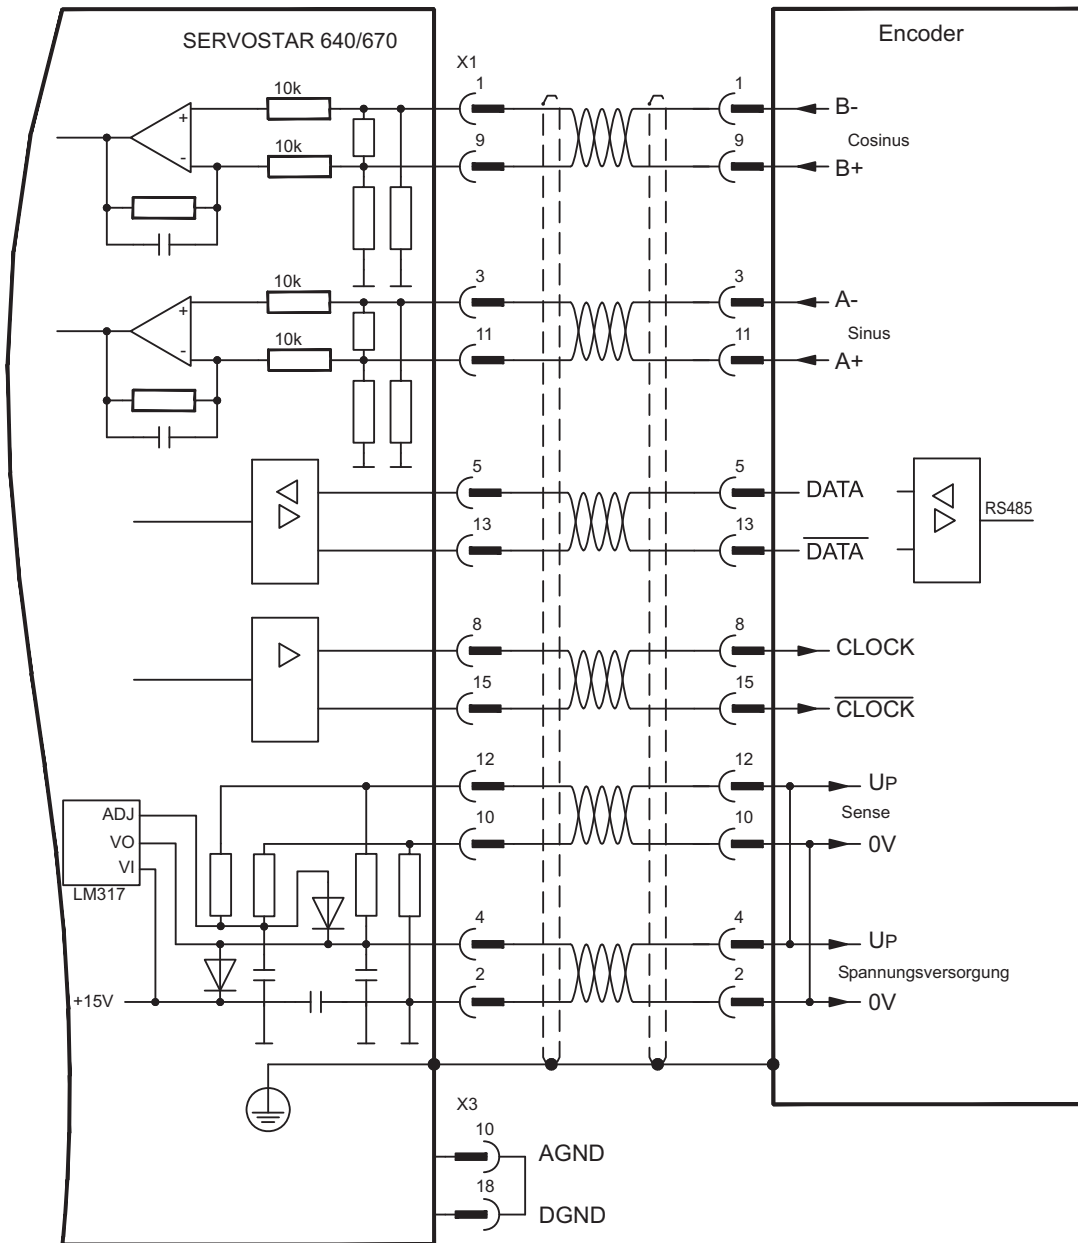 SERVOSTAR 640/670
Encoder
X1
10k
1
1
B-
+
Cosinus
-
10k
9
9
B+
10k
3
3
A-
+
Sinus
-
10k
11
11
A+
5
5
DATA
RS485
13
13
DATA
8
8
CLOCK
15
15
CLOCK
12
12
UP
ADJ
Sense
VO
10
10
0V
VI
LM317
4
4
UP
Spannungsversorgung
+15V
2
2
0V
X3
10
AGND
18
DGND